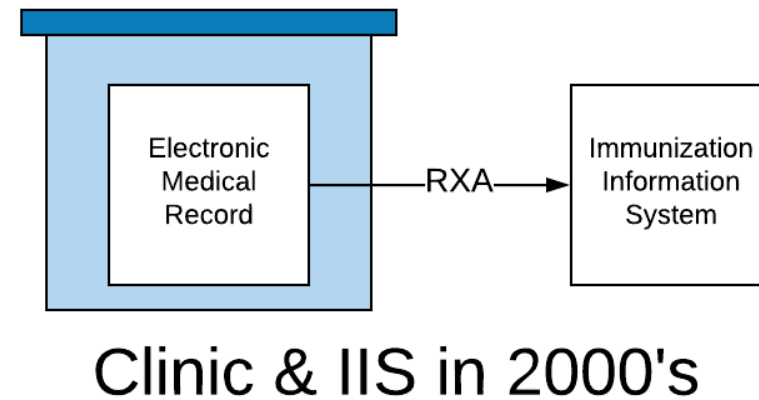 Electronic
Medical
Record
RXA
Immunization
Information
System
Clinic & IIS in 2000's